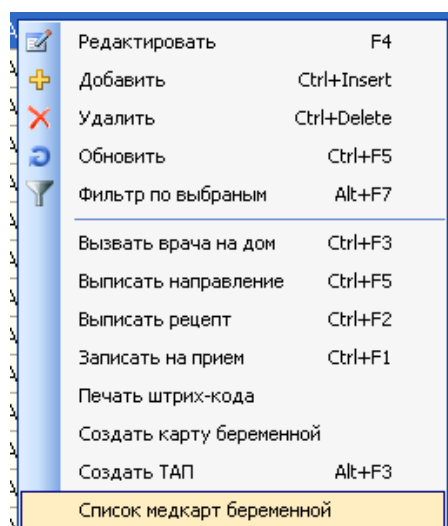 Редактировать F4
Добавить Ctrl+Insert
Удалить Ctrl+Delete
Обновить Ctrl+F5
Фильтр по выбраным Alt+F7
Вызвать врача на дом Ctrl+F3
Выписать направление Ctrl+F5
Выписать рецепт Ctrl+F2
Записать на прием Ctrl+F1
Печать штрих-кода
Создать карту беременной
Создать ТАП Alt+F3
Список медкарт беременной